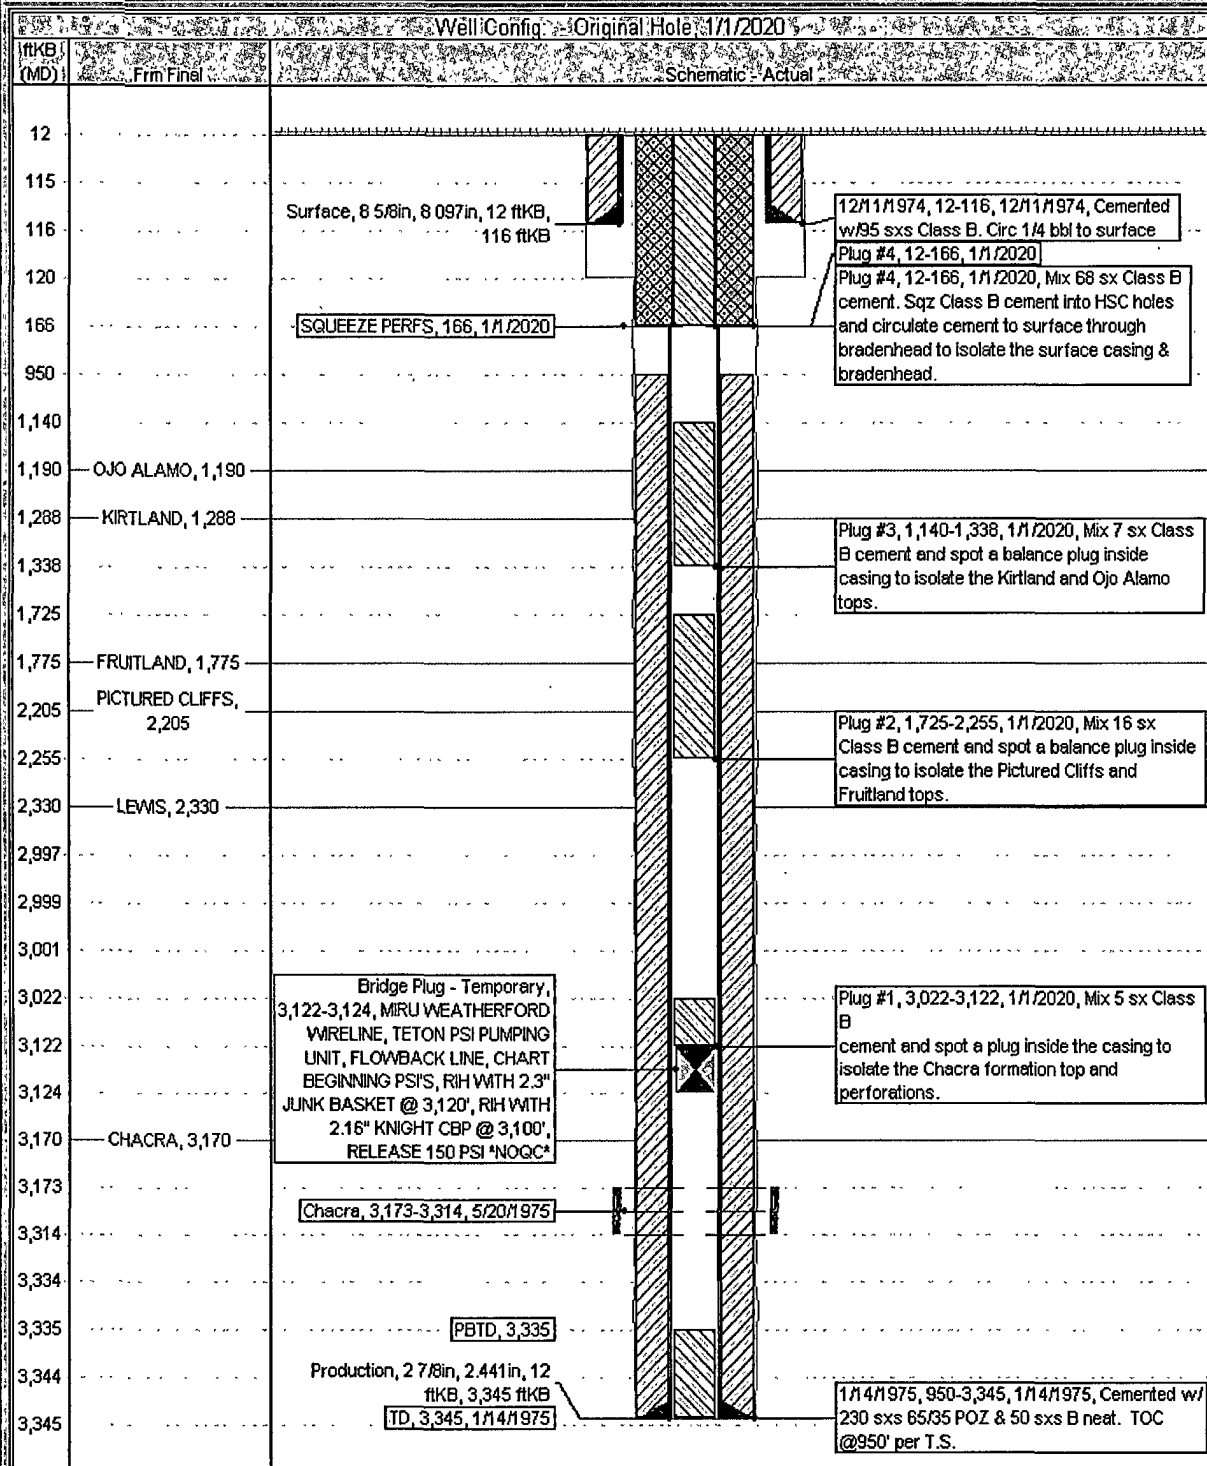 Well Config: - Original Hole, 1/1/2020
ftKB
(MD)
Frm Final
Schematic - Actual
12
115
116
120
166
950
1,140
1,190
1,288
1,338
1,725
1,775
2,205
2,255
2,330
2,997
2,999
3,001
3,022
3,122
3,124
3,170
3,173
3,314
3,334
3,335
3,344
3,345
OJO ALAMO, 1,190
KIRTLAND, 1,288
FRUITLAND, 1,775
PICTURED CLIFFS,
2,205
LEWIS, 2,330
CHACRA, 3,170
Surface, 8 5/8in, 8 097in, 12 ftKB,
116 ftKB
SQUEEZE PERFS, 166, 1/1/2020
Bridge Plug - Temporary,
3,122-3,124, MIRU WEATHERFORD
WIRELINE, TETON PSI PUMPING
UNIT, FLOWBACK LINE, CHART
BEGINNING PSI'S, RIH WITH 2.3"
JUNK BASKET @ 3,120', RIH WITH
2.16" KNIGHT CBP @ 3,100',
RELEASE 150 PSI *NOQC*
Chacra, 3,173-3,314, 5/20/1975
PBTD, 3,335
Production, 2 7/8in, 2.441in, 12
ftKB, 3,345 ftKB
TD, 3,345, 1/14/1975
12/11/1974, 12-116, 12/11/1974, Cemented
w/95 sxs Class B. Circ 1/4 bbl to surface
Plug #4, 12-166, 1/1/2020
Plug #4, 12-166, 1/1/2020, Mix 68 sx Class B
cement. Sqz Class B cement into HSC holes
and circulate cement to surface through
bradenhead to isolate the surface casing &
bradenhead.
Plug #3, 1,140-1,338, 1/1/2020, Mix 7 sx Class
B cement and spot a balance plug inside
casing to isolate the Kirtland and Ojo Alamo
tops.
Plug #2, 1,725-2,255, 1/1/2020, Mix 16 sx
Class B cement and spot a balance plug inside
casing to isolate the Pictured Cliffs and
Fruitland tops.
Plug #1, 3,022-3,122, 1/1/2020, Mix 5 sx Class
B
cement and spot a plug inside the casing to
isolate the Chacra formation top and
perforations.
1/14/1975, 950-3,345, 1/14/1975, Cemented w/
230 sxs 65/35 POZ & 50 sxs B neat.  TOC
@950' per T.S.